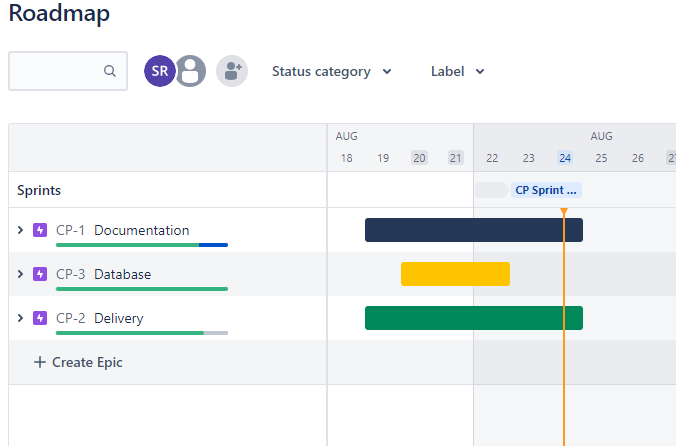 Roadmap
SR
Status category
Label
AUG
AUG
18 19 20 21 22 23 24 25 26
Sprints
CP Sprint ...
CP-1 Documentation
CP-3 Database
CP-2 Delivery
+ Create Epic